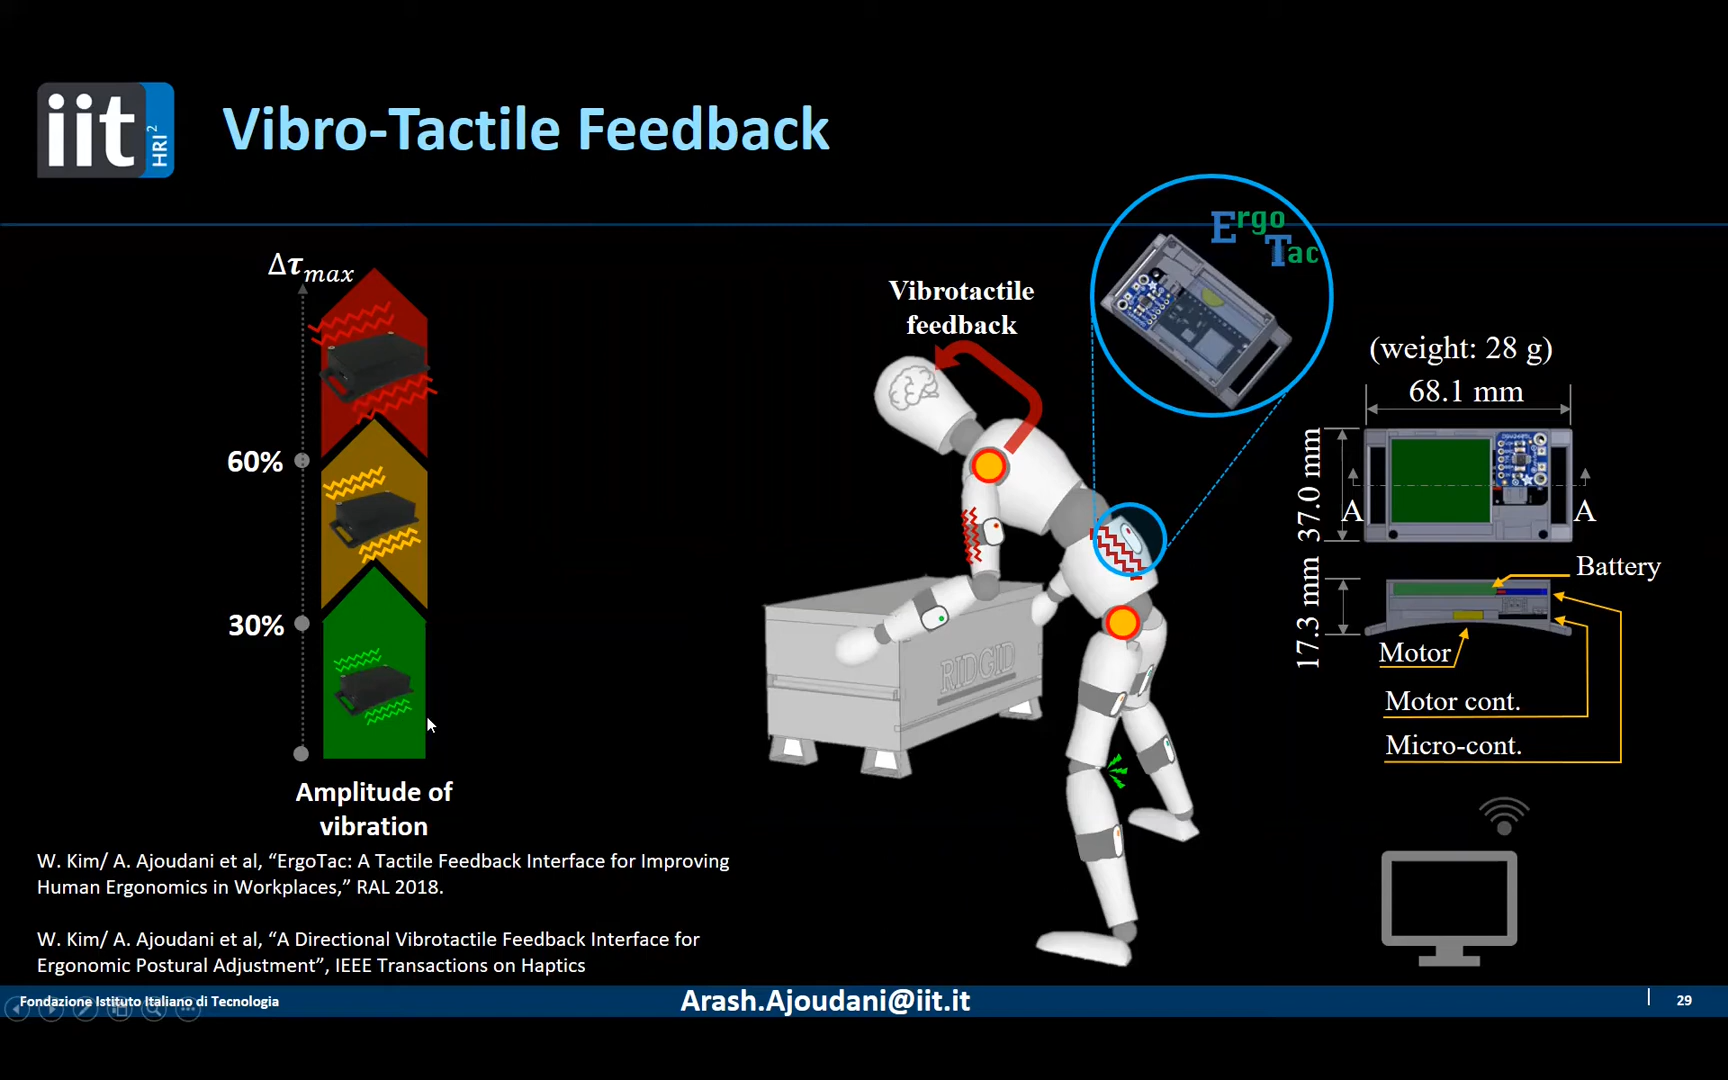 iit
HRI²
Vibro-Tactile Feedback
Δτmax
60%
30%
Amplitude of
vibration
Vibrotactile
feedback
Ergo
Tac
RIDGID
(weight: 28 g)
68.1 mm
37.0 mm
A
A
17.3 mm
Battery
Motor
Motor cont.
Micro-cont.
W. Kim/ A. Ajoudani et al, “ErgoTac: A Tactile Feedback Interface for Improving
Human Ergonomics in Workplaces,” RAL 2018.
W. Kim/ A. Ajoudani et al, “A Directional Vibrotactile Feedback Interface for
Ergonomic Postural Adjustment”, IEEE Transactions on Haptics
Fondazione Istituto Italiano di Tecnologia
Arash.Ajoudani@iit.it
29